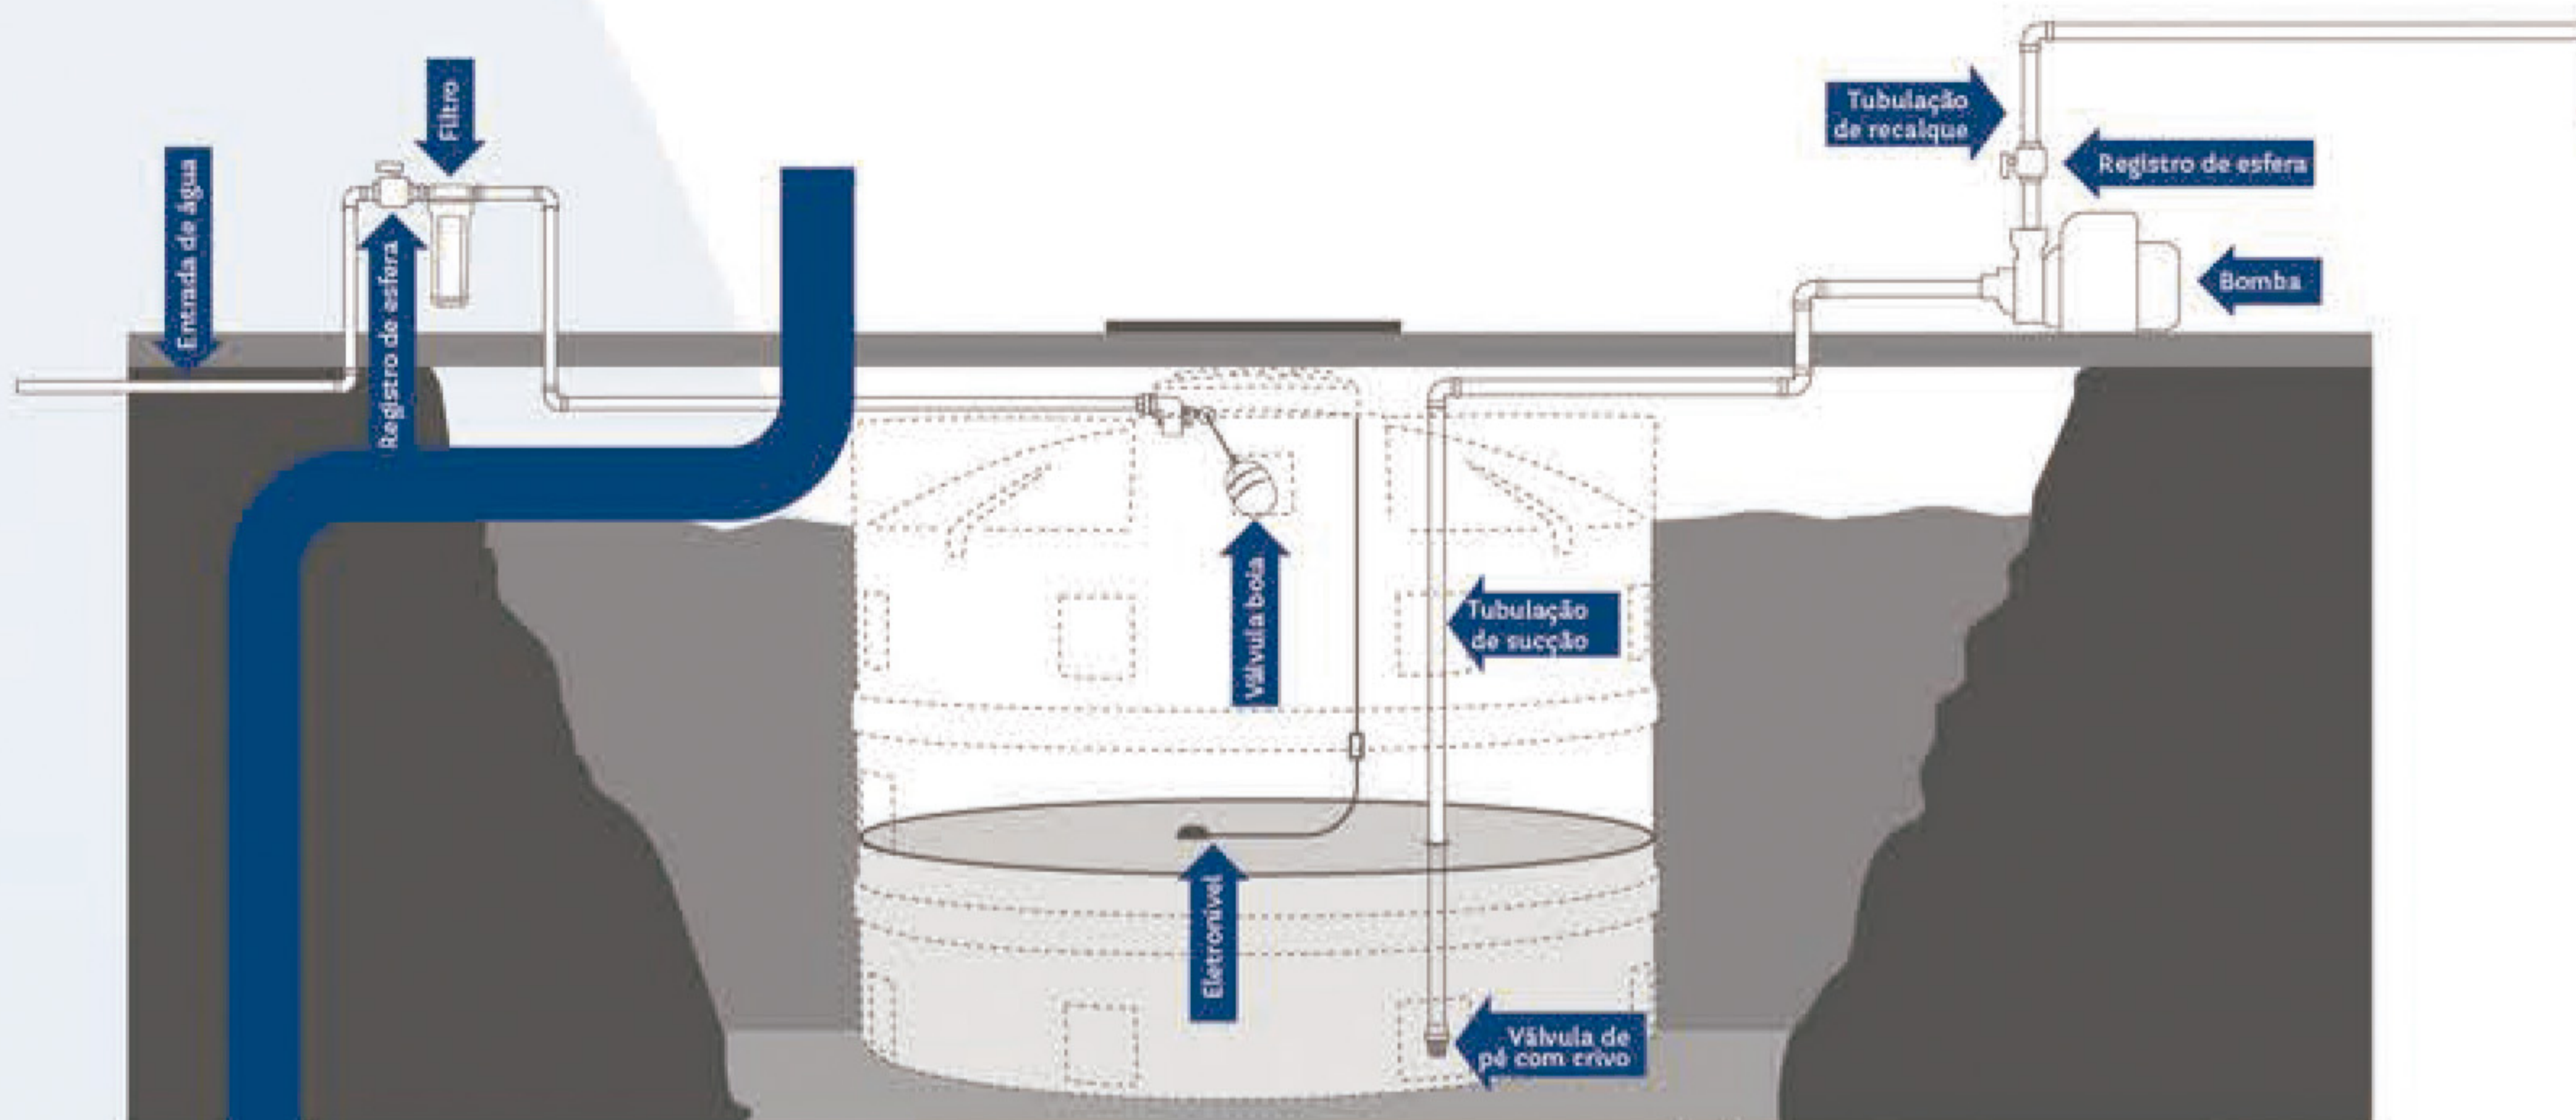 Entrada de água
Filtro
Registro de esfera
Válvula boia
Eletronível
Tubulação
de sucção
Válvula de
pé com crivo
Tubulação
de recalque
Registro de esfera
Bomba